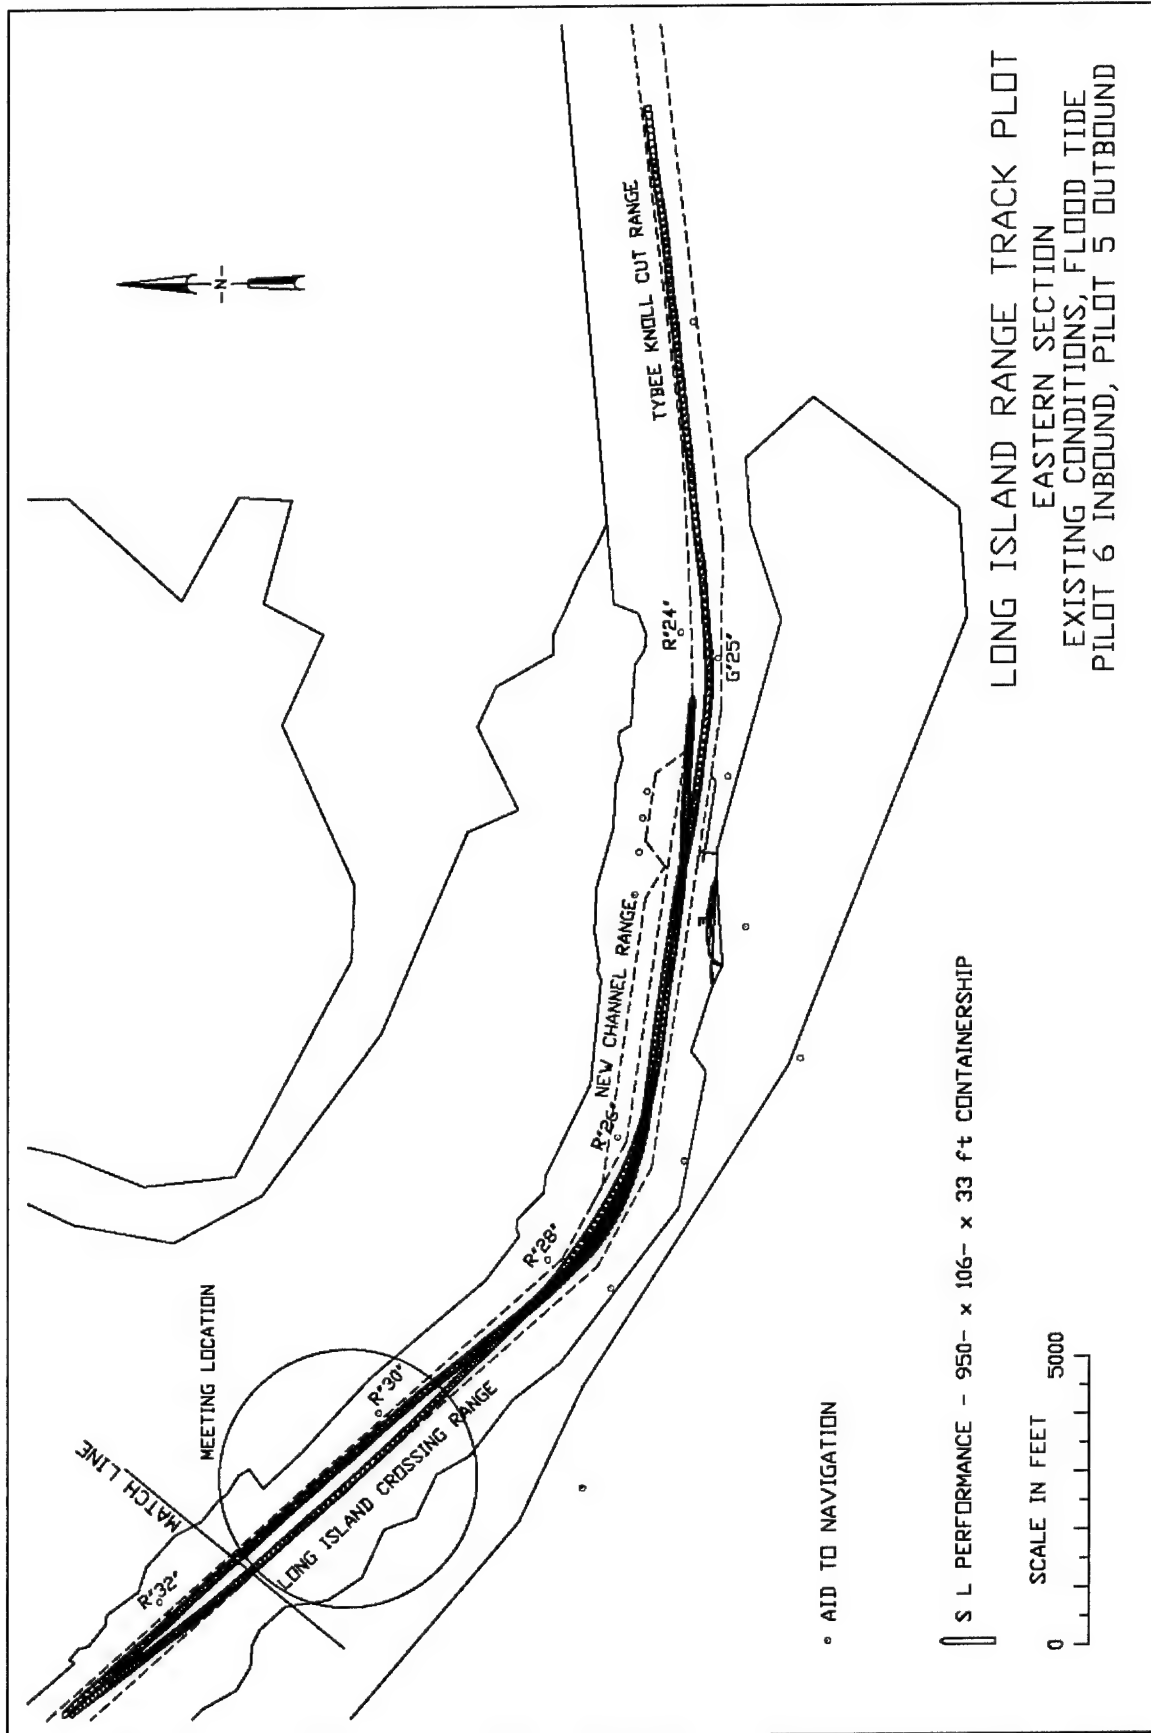 MATCH LINE
MEETING LOCATION
R"32"
R"30"
LONG ISLAND CROSSING RANGE
R"28"
R"26"
NEW CHANNEL RANGE
R"24"
G"25"
TYBEE KNOLL CUT RANGE
-N-
AID TO NAVIGATION
S L PERFORMANCE - 950- x 106- x 33 ft CONTAINERSHIP
SCALE IN FEET
0 5000
LONG ISLAND RANGE TRACK PLOT
EASTERN SECTION
EXISTING CONDITIONS, FLOOD TIDE
PILOT 6 INBOUND, PILOT 5 OUTBOUND